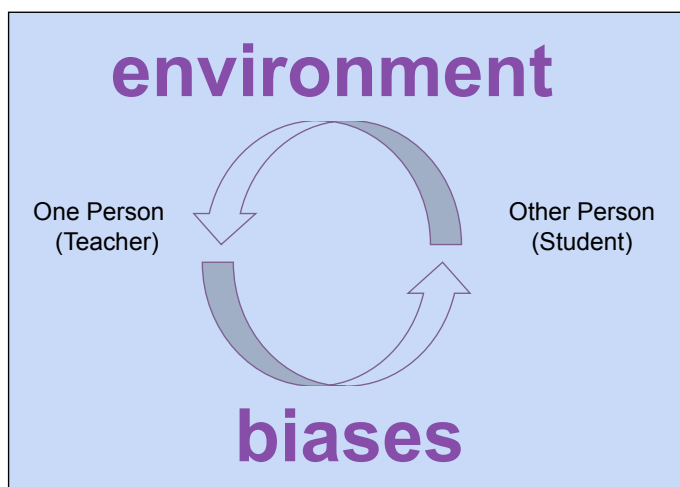 environment
One Person
(Teacher)
Other Person
(Student)
biases